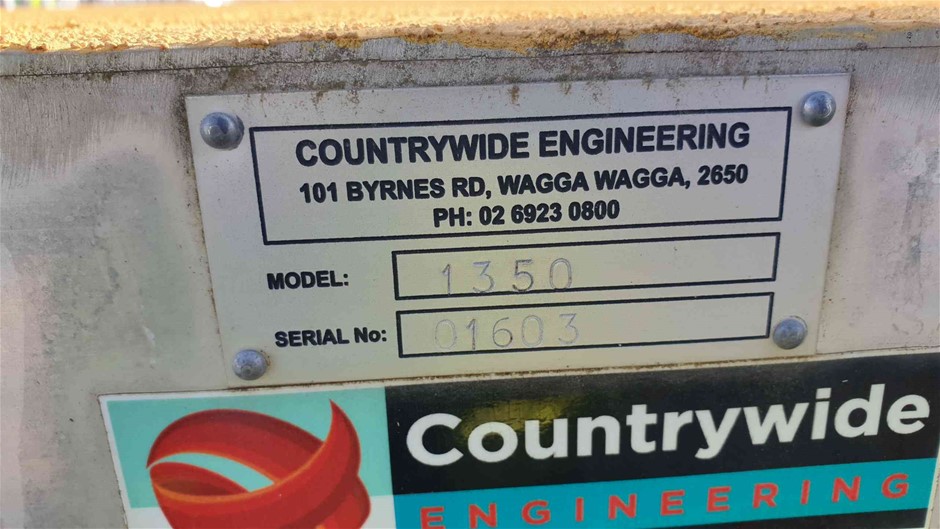 COUNTRYWIDE ENGINEERING
101 BYRNES RD, WAGGA WAGGA, 2650
PH: 02 6923 0800
MODEL: 1350
SERIAL No: 01603
Countrywide
ENGINEERING